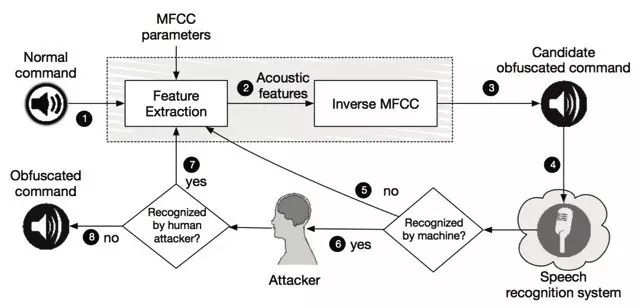 MFCC
parameters
Normal
command
Candidate
obfuscated command
1
Feature
Extraction
2
Acoustic
features
Inverse MFCC
3
4
Obfuscated
command
7
yes
5
no
Recognized
by human
attacker?
8
no
6
yes
Recognized
by machine?
Attacker
Speech
recognition system